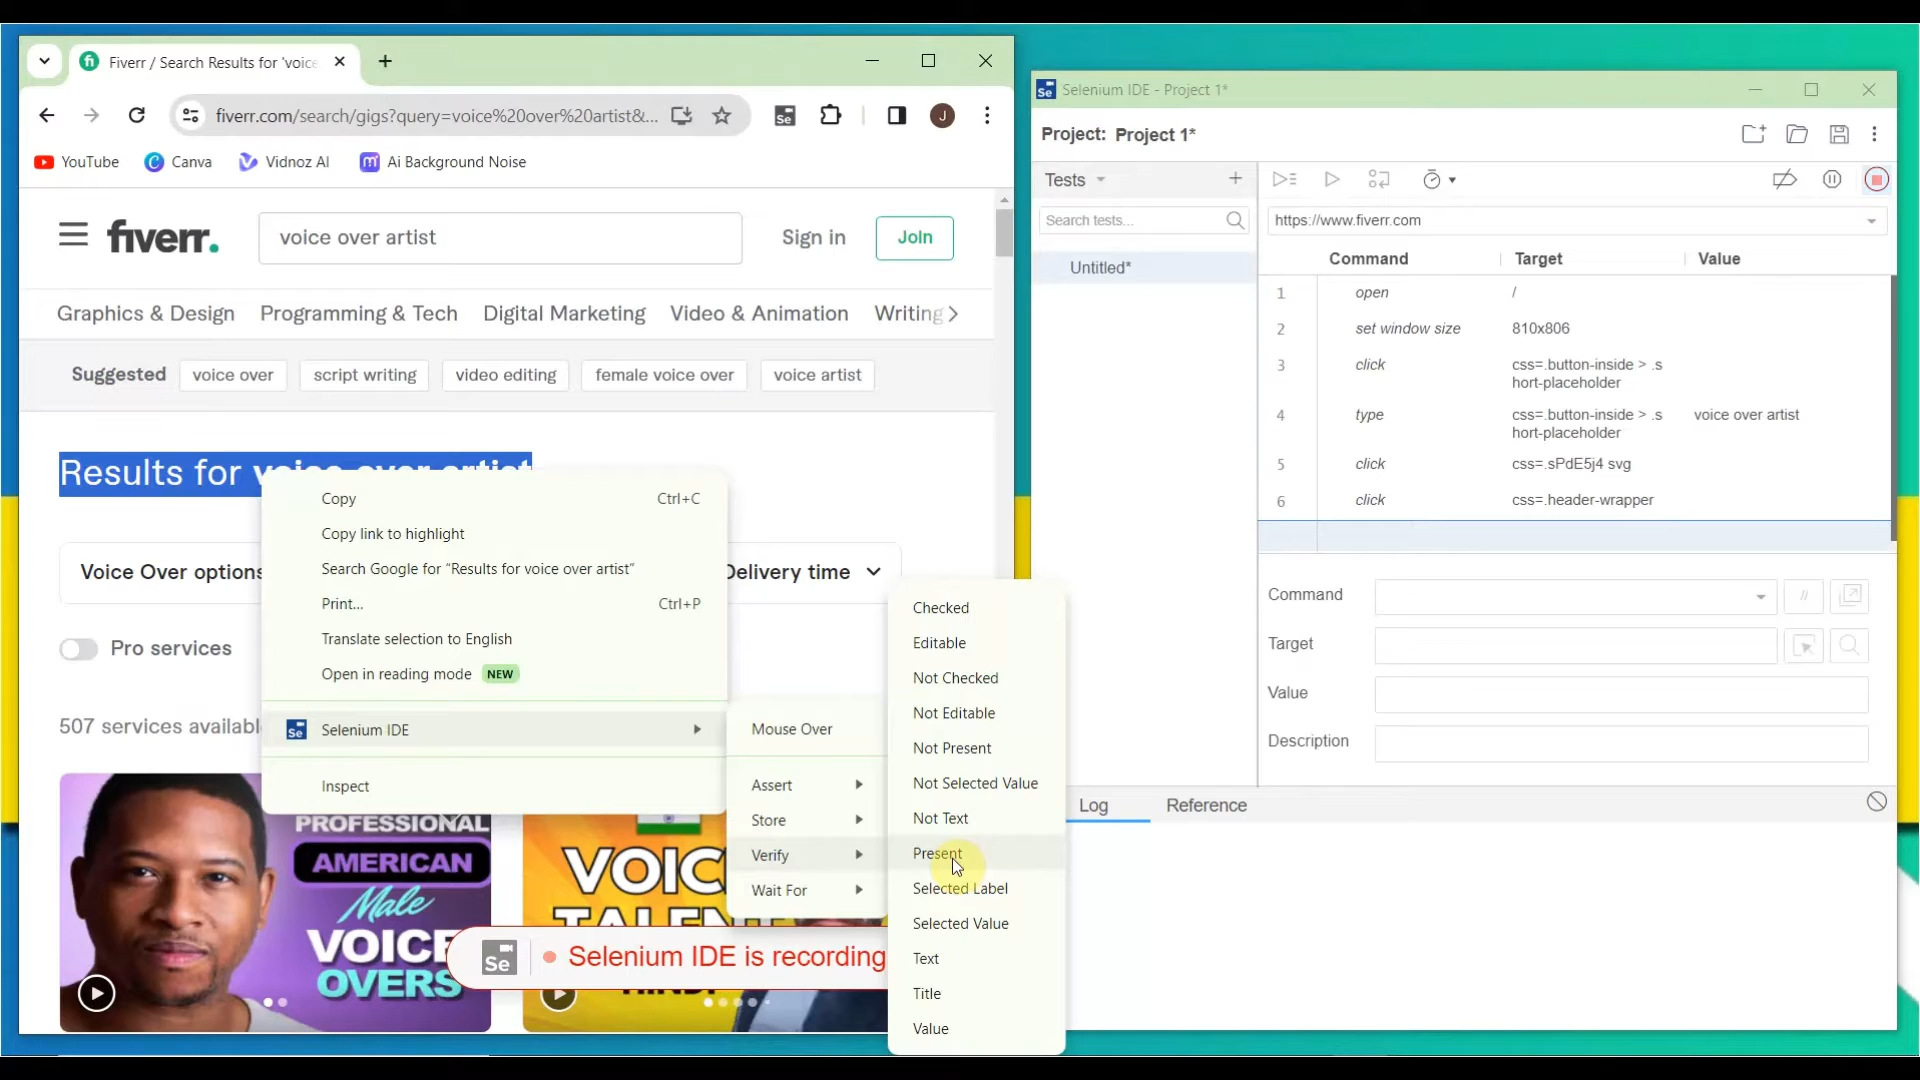 Fiverr / Search Results for 'voice
fiverr.com/search/gigs?query=voice%20over%20artist&...
Se
J
YouTube
Canva
Vidnoz AI
Ai Background Noise
fiverr.
voice over artist
Sign in
Join
Graphics & Design
Programming & Tech
Digital Marketing
Video & Animation
Writing
Suggested
voice over
script writing
video editing
female voice over
voice artist
Results for voice over artist
Voice Over options
Delivery time
Pro services
507 services availabl
Copy Ctrl+C
Copy link to highlight
Search Google for "Results for voice over artist"
Print... Ctrl+P
Translate selection to English
Open in reading mode NEW
Se Selenium IDE
Inspect
Mouse Over
Assert
Store
Verify
Wait For
Checked
Editable
Not Checked
Not Editable
Not Present
Not Selected Value
Not Text
Present
Selected Label
Selected Value
Text
Title
Value
PROFESSIONAL
AMERICAN
Male
VOICE
OVERS
VOIC
TALENT
HINDI
Se Selenium IDE is recording
Se Selenium IDE - Project 1*
Project: Project 1*
Tests
Search tests...
Untitled*
https://www.fiverr.com
Command Target Value
1 open /
2 set window size 810x806
3 click css=.button-inside > .s
hort-placeholder
4 type css=.button-inside > .s voice over artist
hort-placeholder
5 click css=.sPdE5j4 svg
6 click css=.header-wrapper
Command
//
Target
Value
Description
Log
Reference